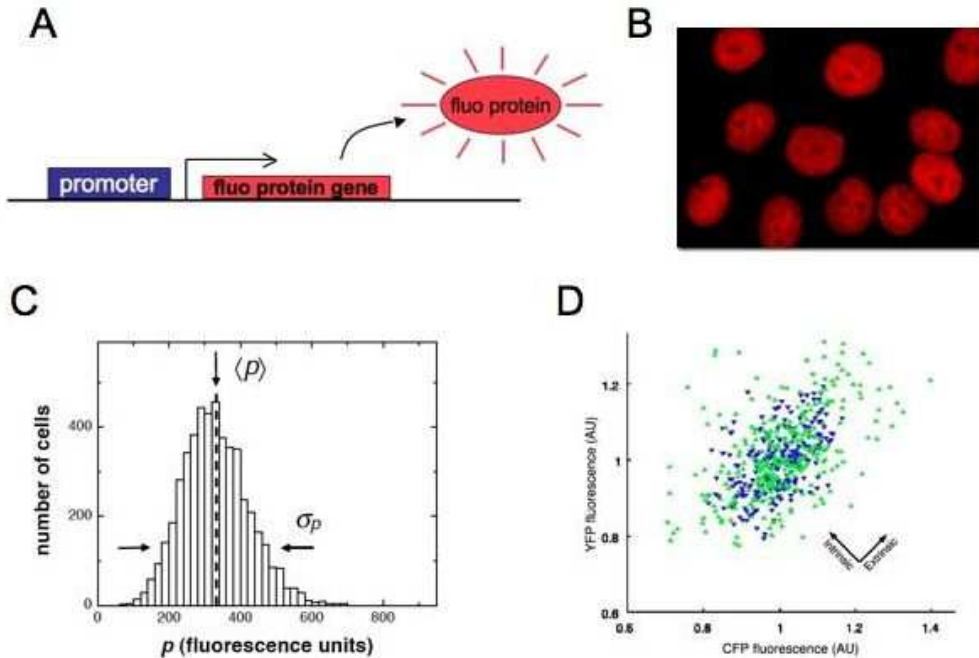 A
fluo protein
promoter
fluo protein gene
B
C
⟨p⟩
σp
number of cells
400
200
0
0 200 400 600 800
p (fluorescence units)
D
YFP fluorescence (AU)
1.2
1
0.8
0.6
Intrinsic
Extrinsic
0.6 0.8 1 1.2 1.4
CFP fluorescence (AU)